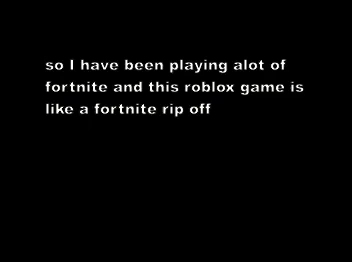 so I have been playing alot of
fortnite and this roblox game is
like a fortnite rip off